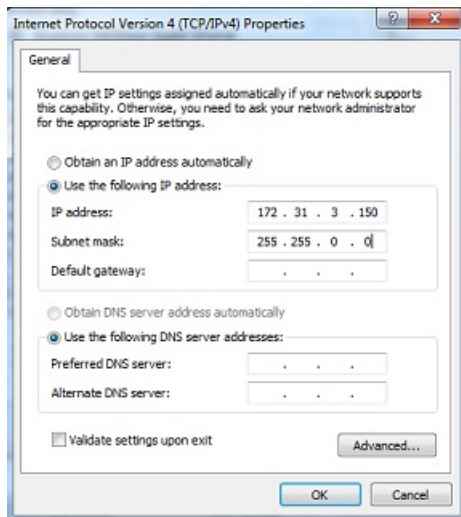 Internet Protocol Version 4 (TCP/IPv4) Properties
General
You can get IP settings assigned automatically if your network supports
this capability. Otherwise, you need to ask your network administrator
for the appropriate IP settings.
Obtain an IP address automatically
Use the following IP address:
IP address: 172 . 31 . 3 . 150
Subnet mask: 255 . 255 . 0 . 0
Default gateway: . . .
Obtain DNS server address automatically
Use the following DNS server addresses:
Preferred DNS server: . . .
Alternate DNS server: . . .
Validate settings upon exit
Advanced...
OK Cancel